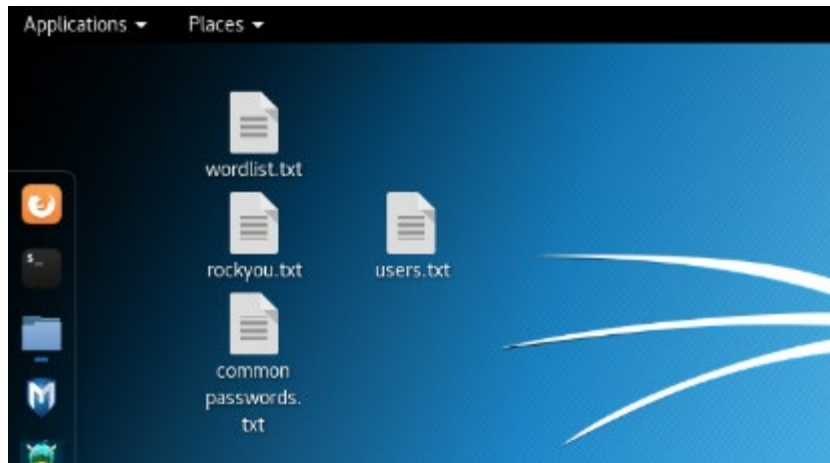 Applications Places
wordlist.txt
rockyou.txt users.txt
common
passwords.
txt
$_